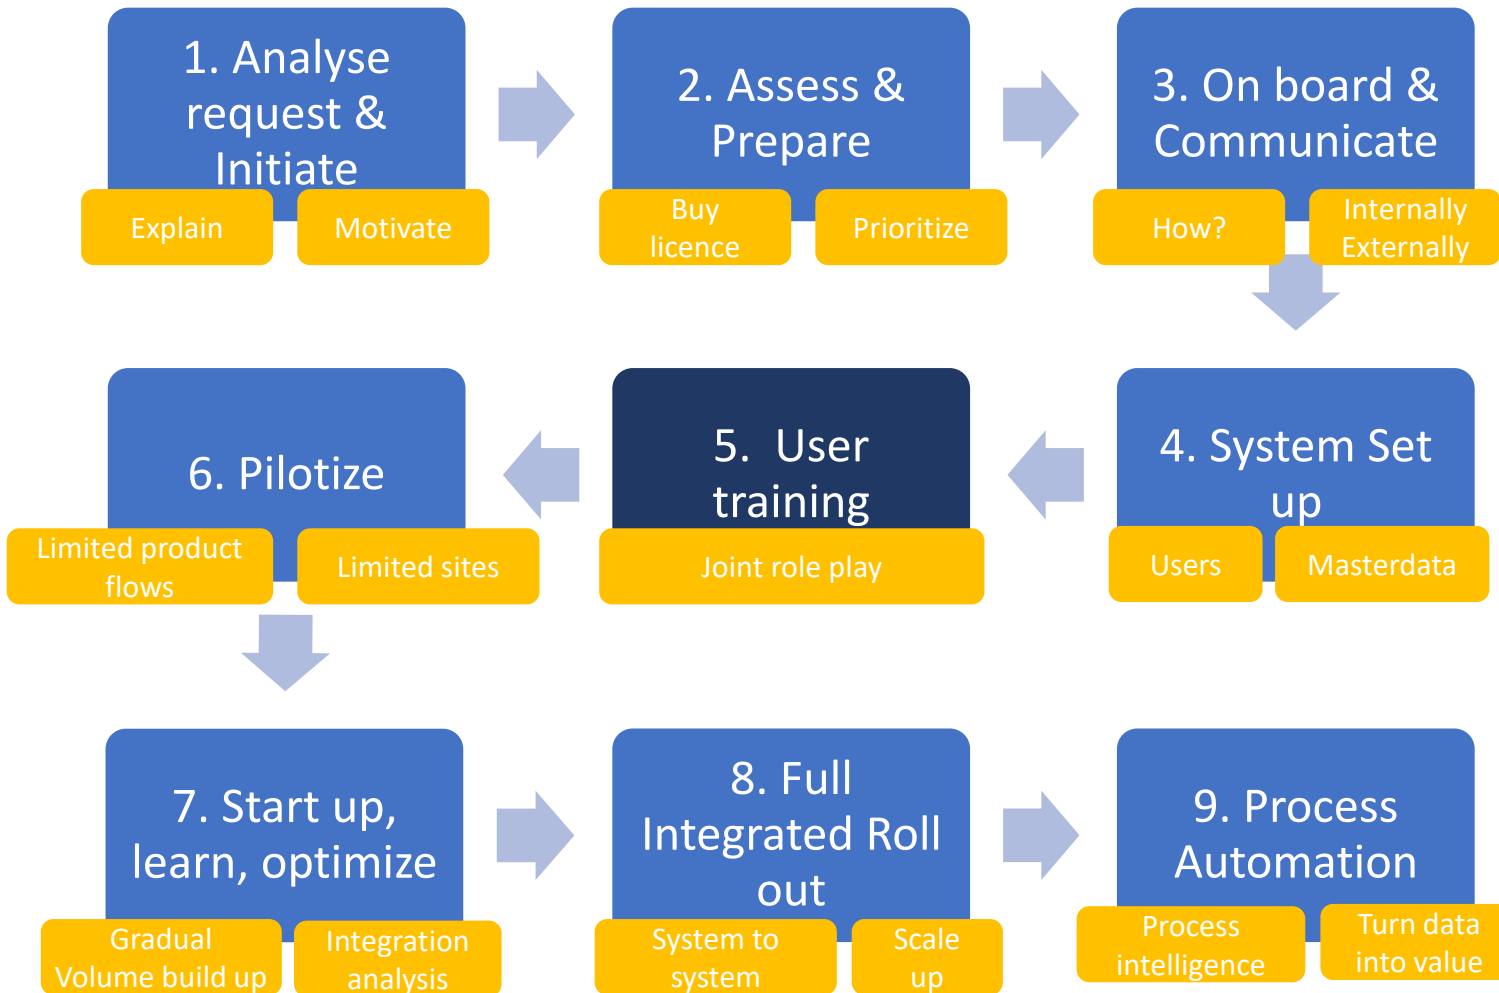 1. Analyse
request &
Initiate
Explain
Motivate
2. Assess &
Prepare
Buy
licence
Prioritize
3. On board &
Communicate
How?
Internally
Externally
4. System Set
up
Users
Masterdata
5.  User
training
Joint role play
6. Pilotize
Limited product
flows
Limited sites
7. Start up,
learn, optimize
Gradual
Volume build up
Integration
analysis
8. Full
Integrated Roll
out
System to
system
Scale
up
9. Process
Automation
Process
intelligence
Turn data
into value